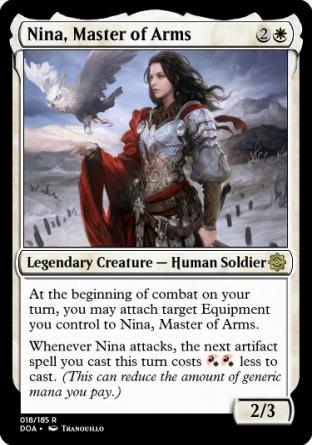 Nina, Master of Arms 2
Legendary Creature — Human Soldier
At the beginning of combat on your
turn, you may attach target Equipment
you control to Nina, Master of Arms.
Whenever Nina attacks, the next artifact
spell you cast this turn costs less to
cast. (This can reduce the amount of generic
mana you pay.)
2/3
018/185 R
DOA • Tranquillo